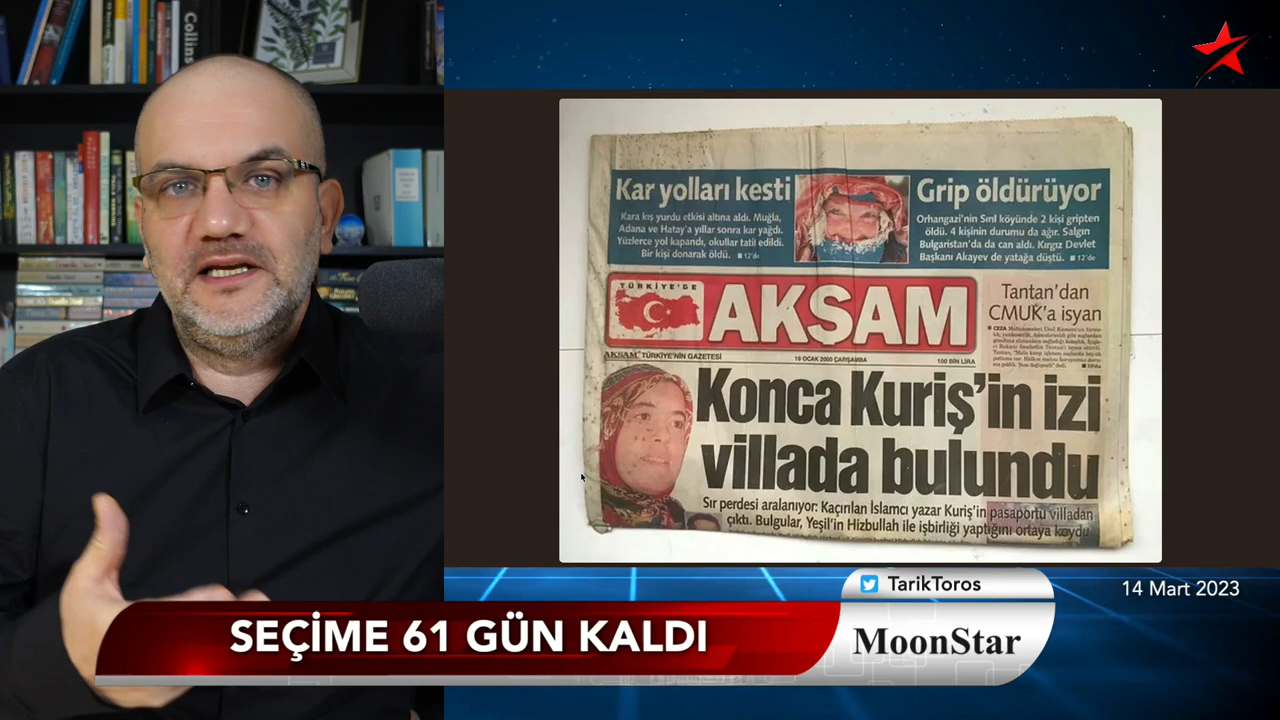 Collins
Kar yolları kesti
Kara kış yurdu etkisi altına aldı. Muğla,
Adana ve Hatay'a yıllar sonra kar yağdı.
Yüzlerce yol kapandı, okullar tatil edildi.
Bir kişi donarak öldü. ■ 12'de
Grip öldürüyor
Orhangazi'nin Sırıl köyünde 2 kişi gripten
öldü. 4 kişinin durumu da ağır. Salgın
Bulgaristan'da da can aldı. Kırgız Devlet
Başkanı Akayev de yatağa düştü. ■ 12'de
TÜRKİYE'DE
AKŞAM
Tantan'dan
CMUK'a isyan
AKŞAM TÜRKİYE'NİN GAZETESİ
19 OCAK 2000 ÇARŞAMBA
100 BİN LİRA
Konca Kuriş'in izi
villada bulundu
Sır perdesi aralanıyor: Kaçırılan İslamcı yazar Kuriş'in pasaportu villadan
çıktı. Bulgular, Yeşil'in Hizbullah ile işbirliği yaptığını ortaya koydu
TarikToros
14 Mart 2023
SEÇİME 61 GÜN KALDI
MoonStar